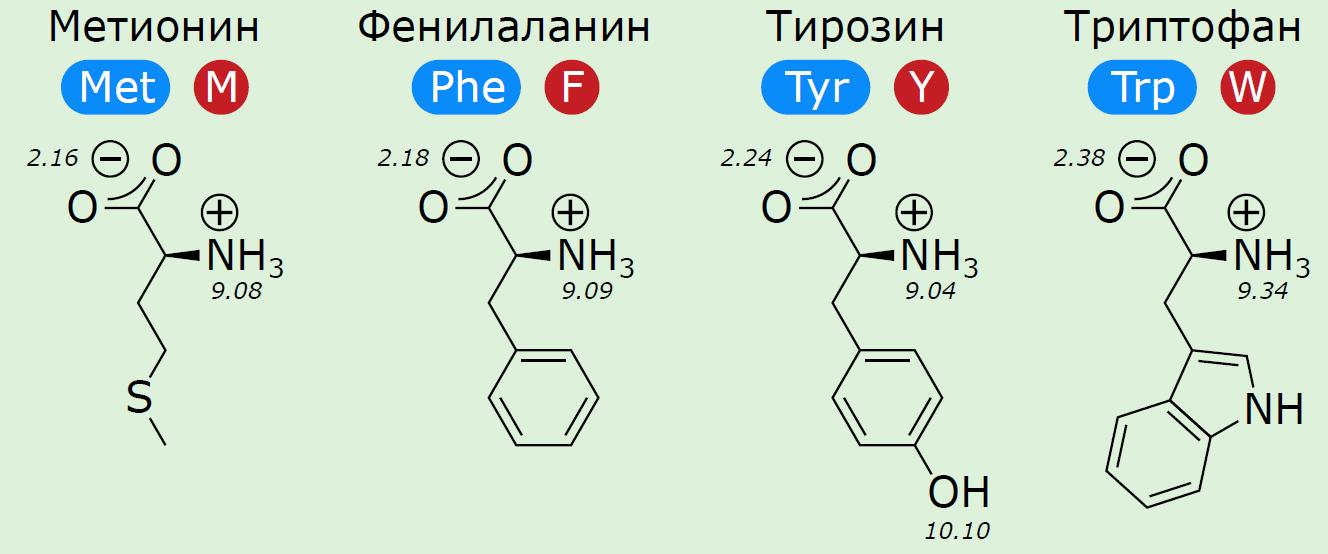 Метионин
Met M
2.16 − O
O +
NH3
9.08
S
Фенилаланин
Phe F
2.18 − O
O +
NH3
9.09
Тирозин
Tyr Y
2.24 − O
O +
NH3
9.04
OH
10.10
Триптофан
Trp W
2.38 − O
O +
NH3
9.34
NH